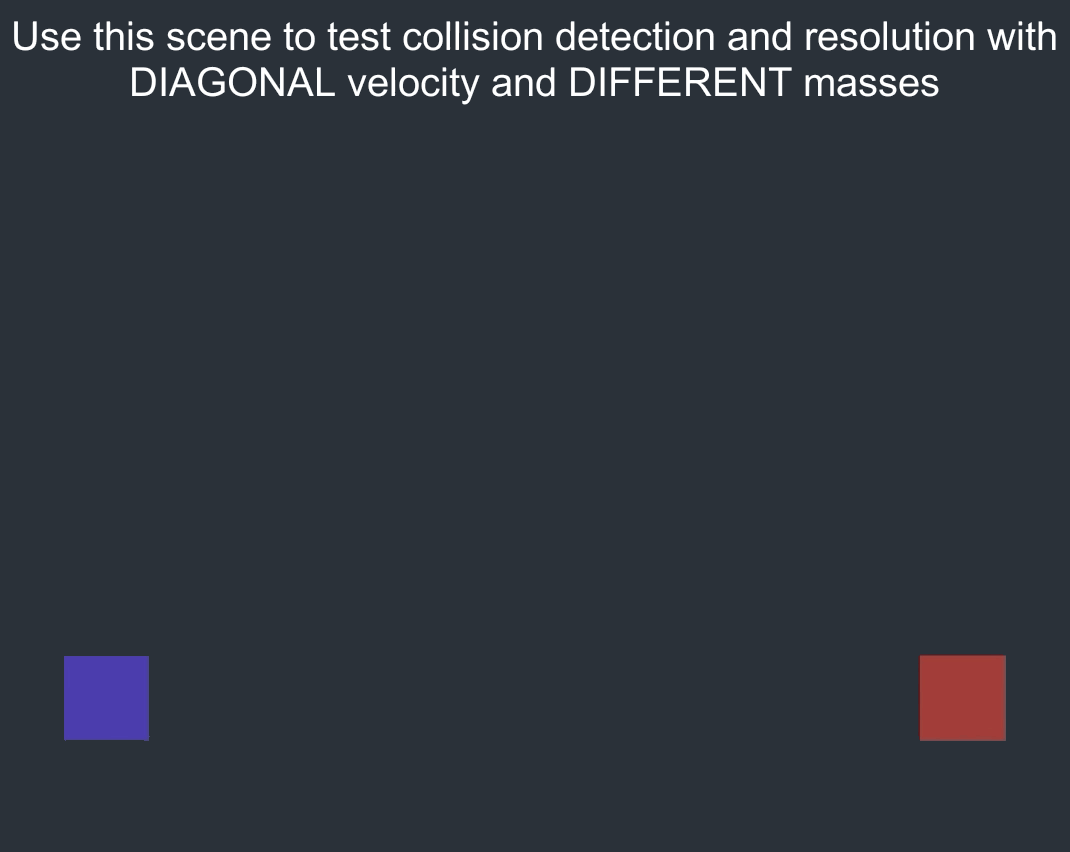 Use this scene to test collision detection and resolution with
DIAGONAL velocity and DIFFERENT masses